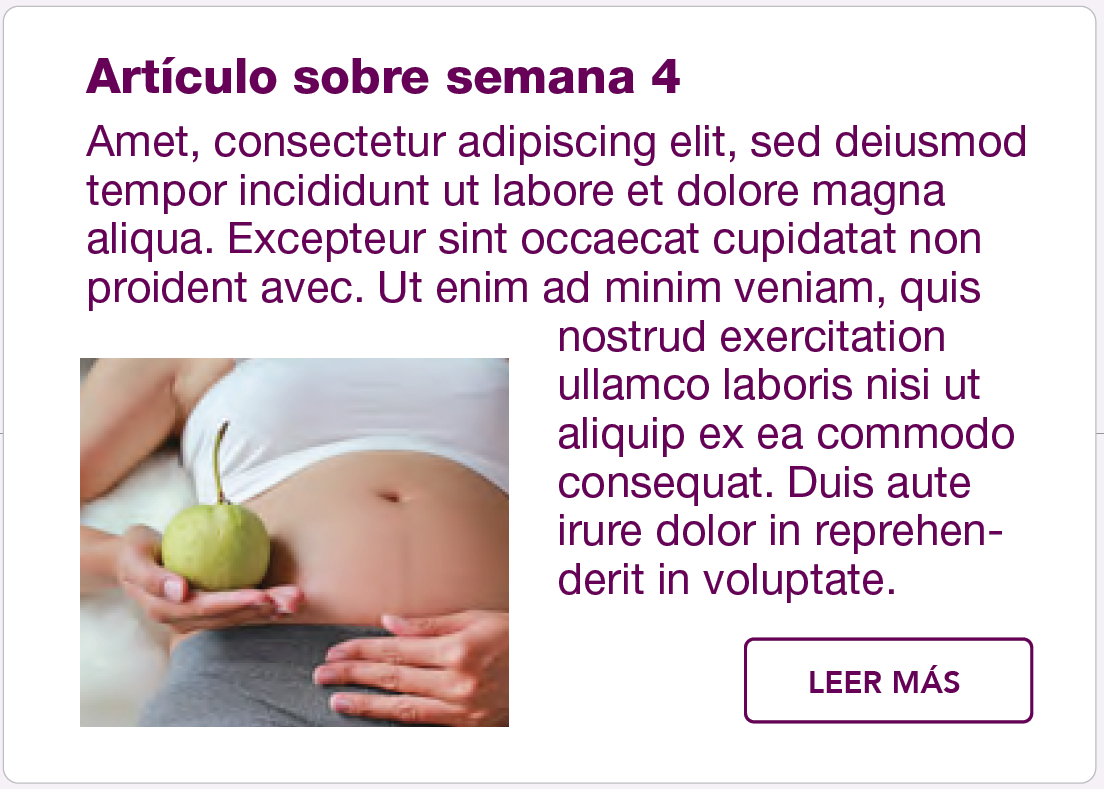 Artículo sobre semana 4
Amet, consectetur adipiscing elit, sed deiusmod
tempor incididunt ut labore et dolore magna
aliqua. Excepteur sint occaecat cupidatat non
proident avec. Ut enim ad minim veniam, quis
nostrud exercitation
ullamco laboris nisi ut
aliquip ex ea commodo
consequat. Duis aute
irure dolor in reprehen-
derit in voluptate.
LEER MÁS